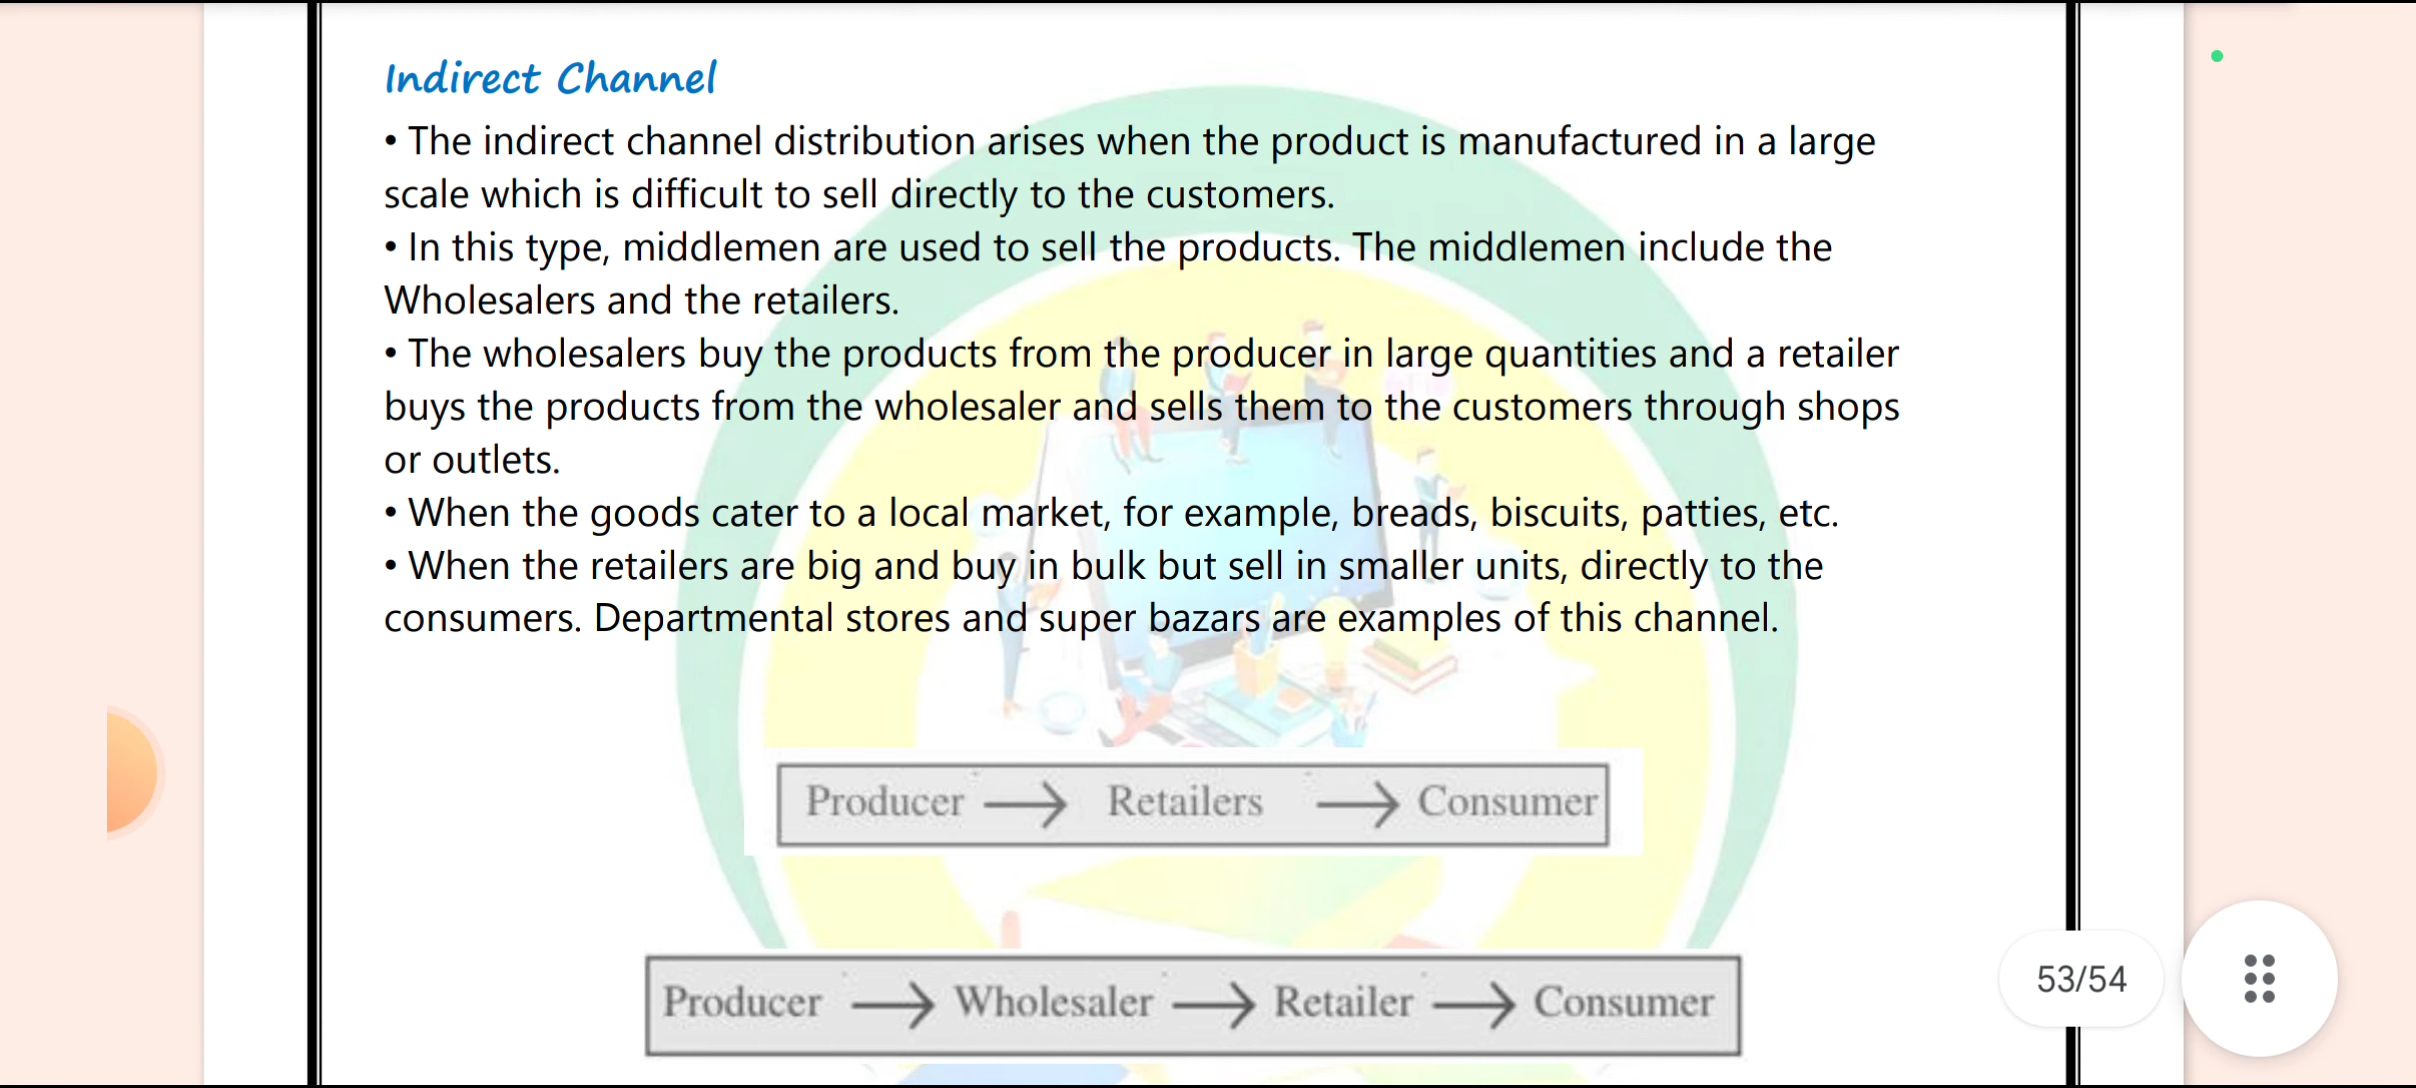 Indirect Channel
• The indirect channel distribution arises when the product is manufactured in a large
scale which is difficult to sell directly to the customers.
• In this type, middlemen are used to sell the products. The middlemen include the
Wholesalers and the retailers.
• The wholesalers buy the products from the producer in large quantities and a retailer
buys the products from the wholesaler and sells them to the customers through shops
or outlets.
• When the goods cater to a local market, for example, breads, biscuits, patties, etc.
• When the retailers are big and buy in bulk but sell in smaller units, directly to the
consumers. Departmental stores and super bazars are examples of this channel.
Producer → Retailers → Consumer
Producer → Wholesaler → Retailer → Consumer
53/54